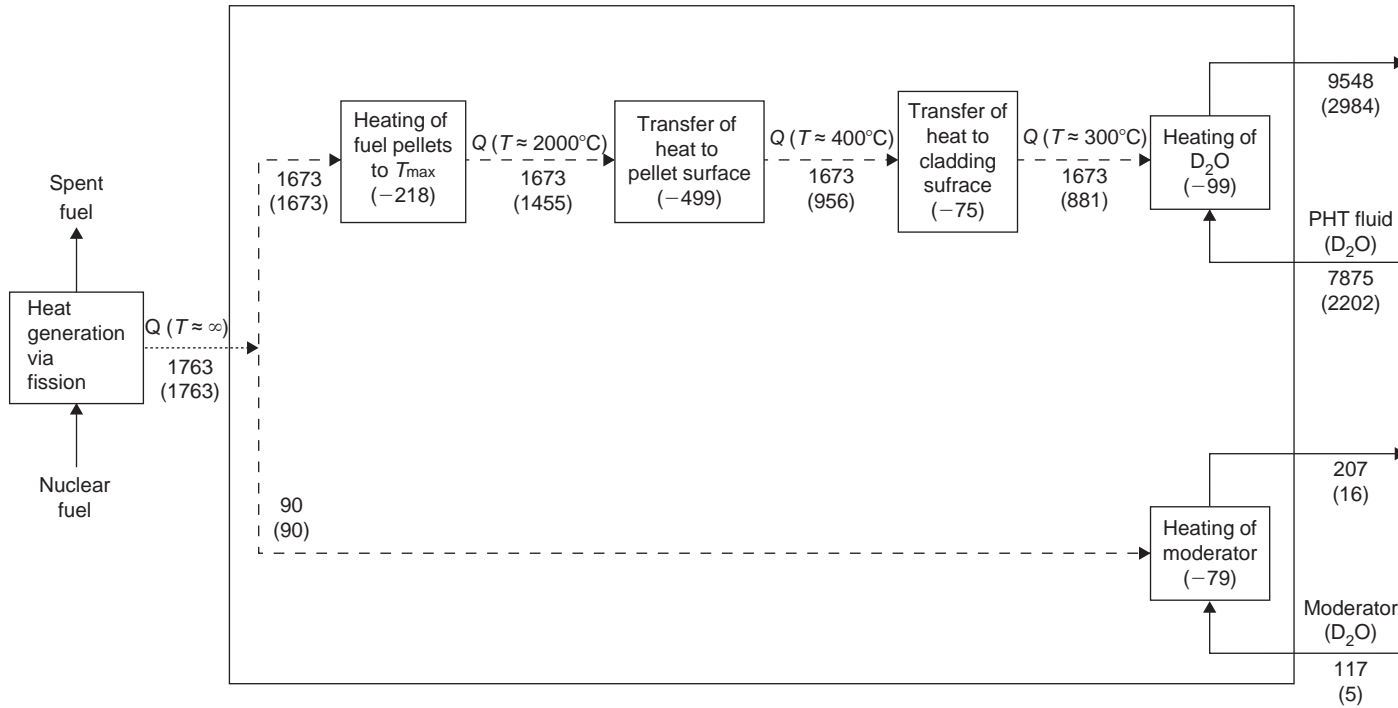 Spent
fuel
Heat
generation
via
fission
Nuclear
fuel
Q (T ≈ ∞)
1763
(1763)
1673
(1673)
Heating of
fuel pellets
to Tmax
(−218)
Q (T ≈ 2000°C)
1673
(1455)
Transfer of
heat to
pellet surface
(−499)
Q (T ≈ 400°C)
1673
(956)
Transfer of
heat to
cladding
sufrace
(−75)
Q (T ≈ 300°C)
1673
(881)
Heating of
D₂O
(−99)
9548
(2984)
PHT fluid
(D₂O)
7875
(2202)
90
(90)
Heating of
moderator
(−79)
207
(16)
Moderator
(D₂O)
117
(5)